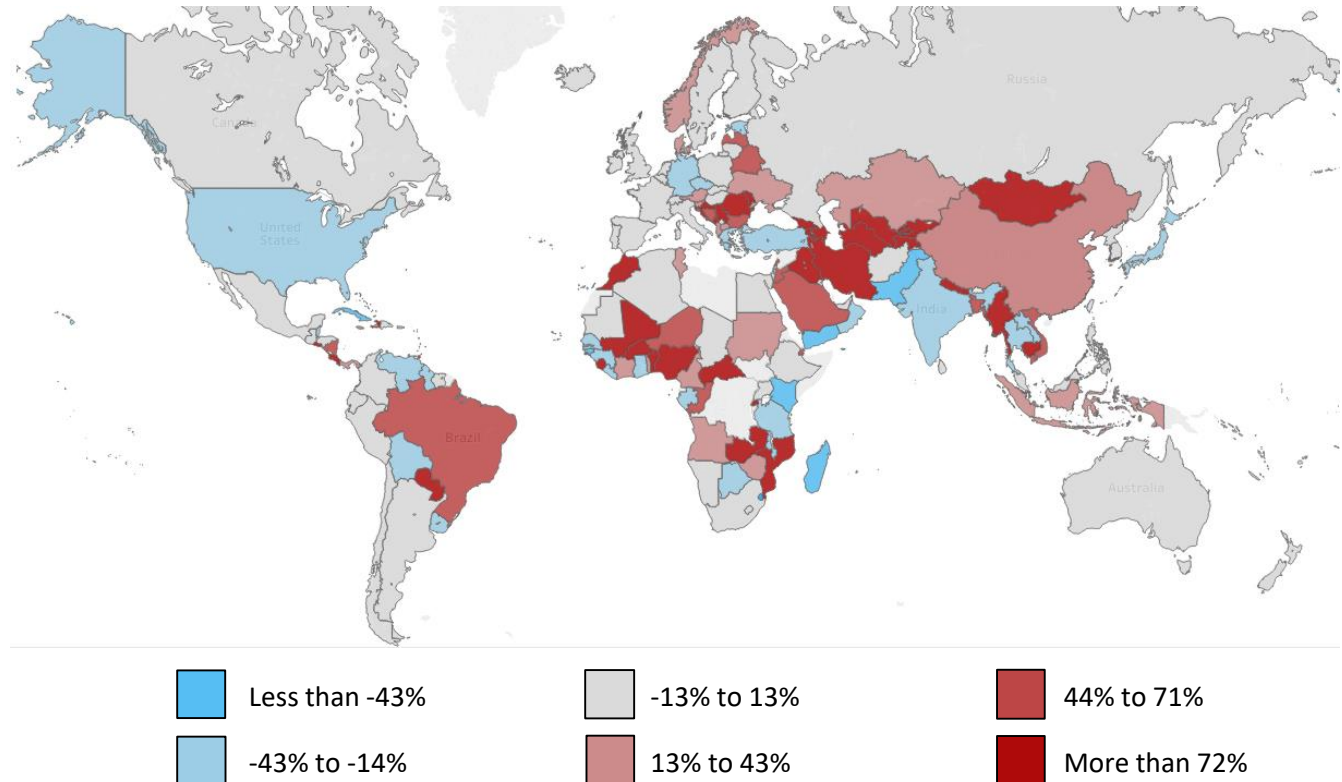 Russia
Canada
United
States
India
Brazil
Australia
Less than -43%
-13% to 13%
44% to 71%
-43% to -14%
13% to 43%
More than 72%